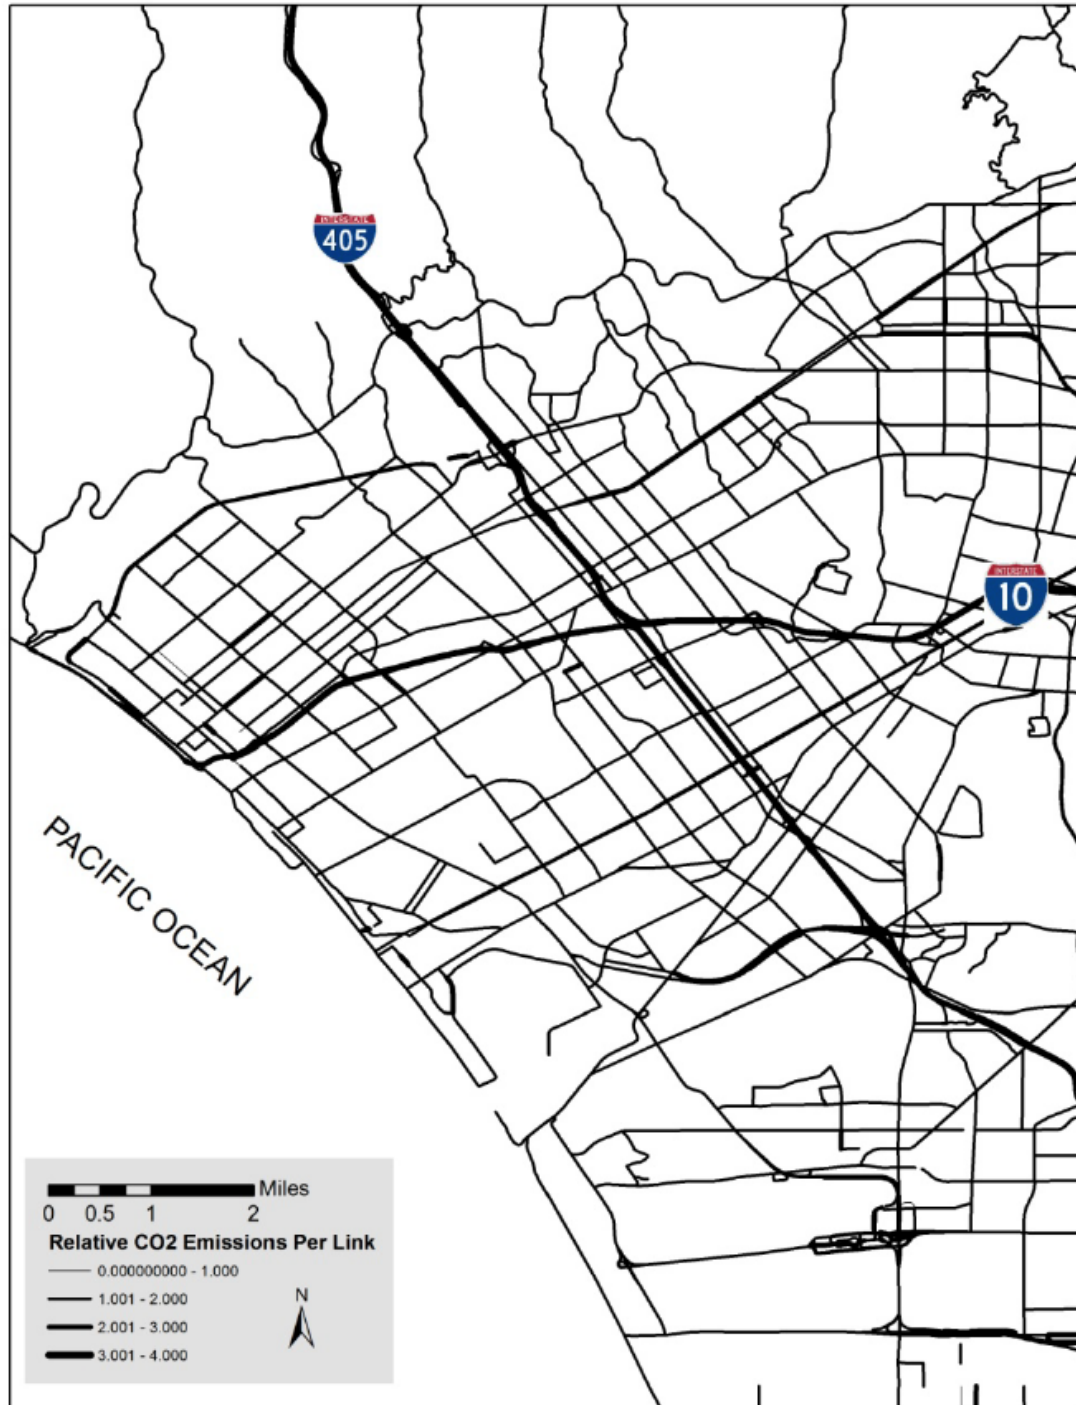 INTERSTATE
405
INTERSTATE
10
PACIFIC OCEAN
Miles
0 0.5 1 2
Relative CO2 Emissions Per Link
0.000000000 - 1.000
1.001 - 2.000
2.001 - 3.000
3.001 - 4.000
N